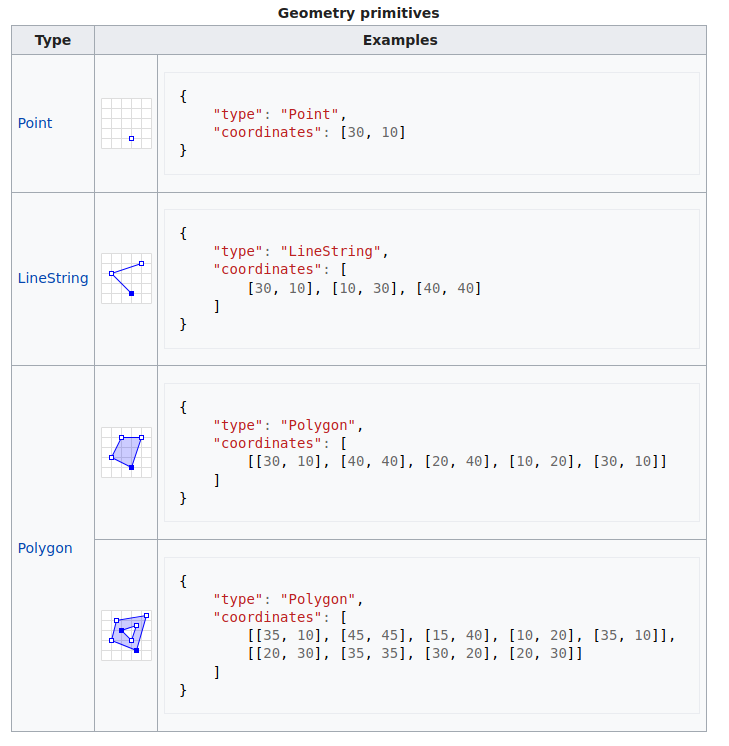 Geometry primitives
Type Examples
Point
{
    "type": "Point",
    "coordinates": [30, 10]
}
LineString
{
    "type": "LineString",
    "coordinates": [
        [30, 10], [10, 30], [40, 40]
    ]
}
Polygon
{
    "type": "Polygon",
    "coordinates": [
        [[30, 10], [40, 40], [20, 40], [10, 20], [30, 10]]
    ]
}
{
    "type": "Polygon",
    "coordinates": [
        [[35, 10], [45, 45], [15, 40], [10, 20], [35, 10]],
        [[20, 30], [35, 35], [30, 20], [20, 30]]
    ]
}